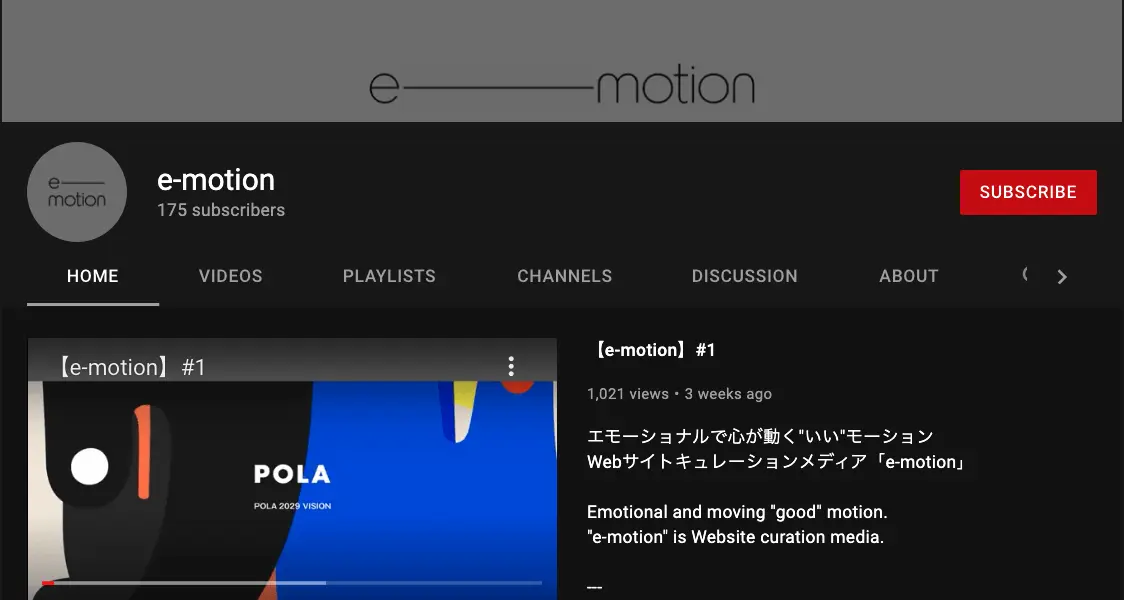 e motion
e
motion
e-motion
175 subscribers
SUBSCRIBE
HOME
VIDEOS
PLAYLISTS
CHANNELS
DISCUSSION
ABOUT
【e-motion】#1
POLA
POLA 2029 VISION
【e-motion】#1
1,021 views • 3 weeks ago
エモーショナルで心が動く"いい"モーション
Webサイトキュレーションメディア「e-motion」
Emotional and moving "good" motion.
"e-motion" is Website curation media.
---